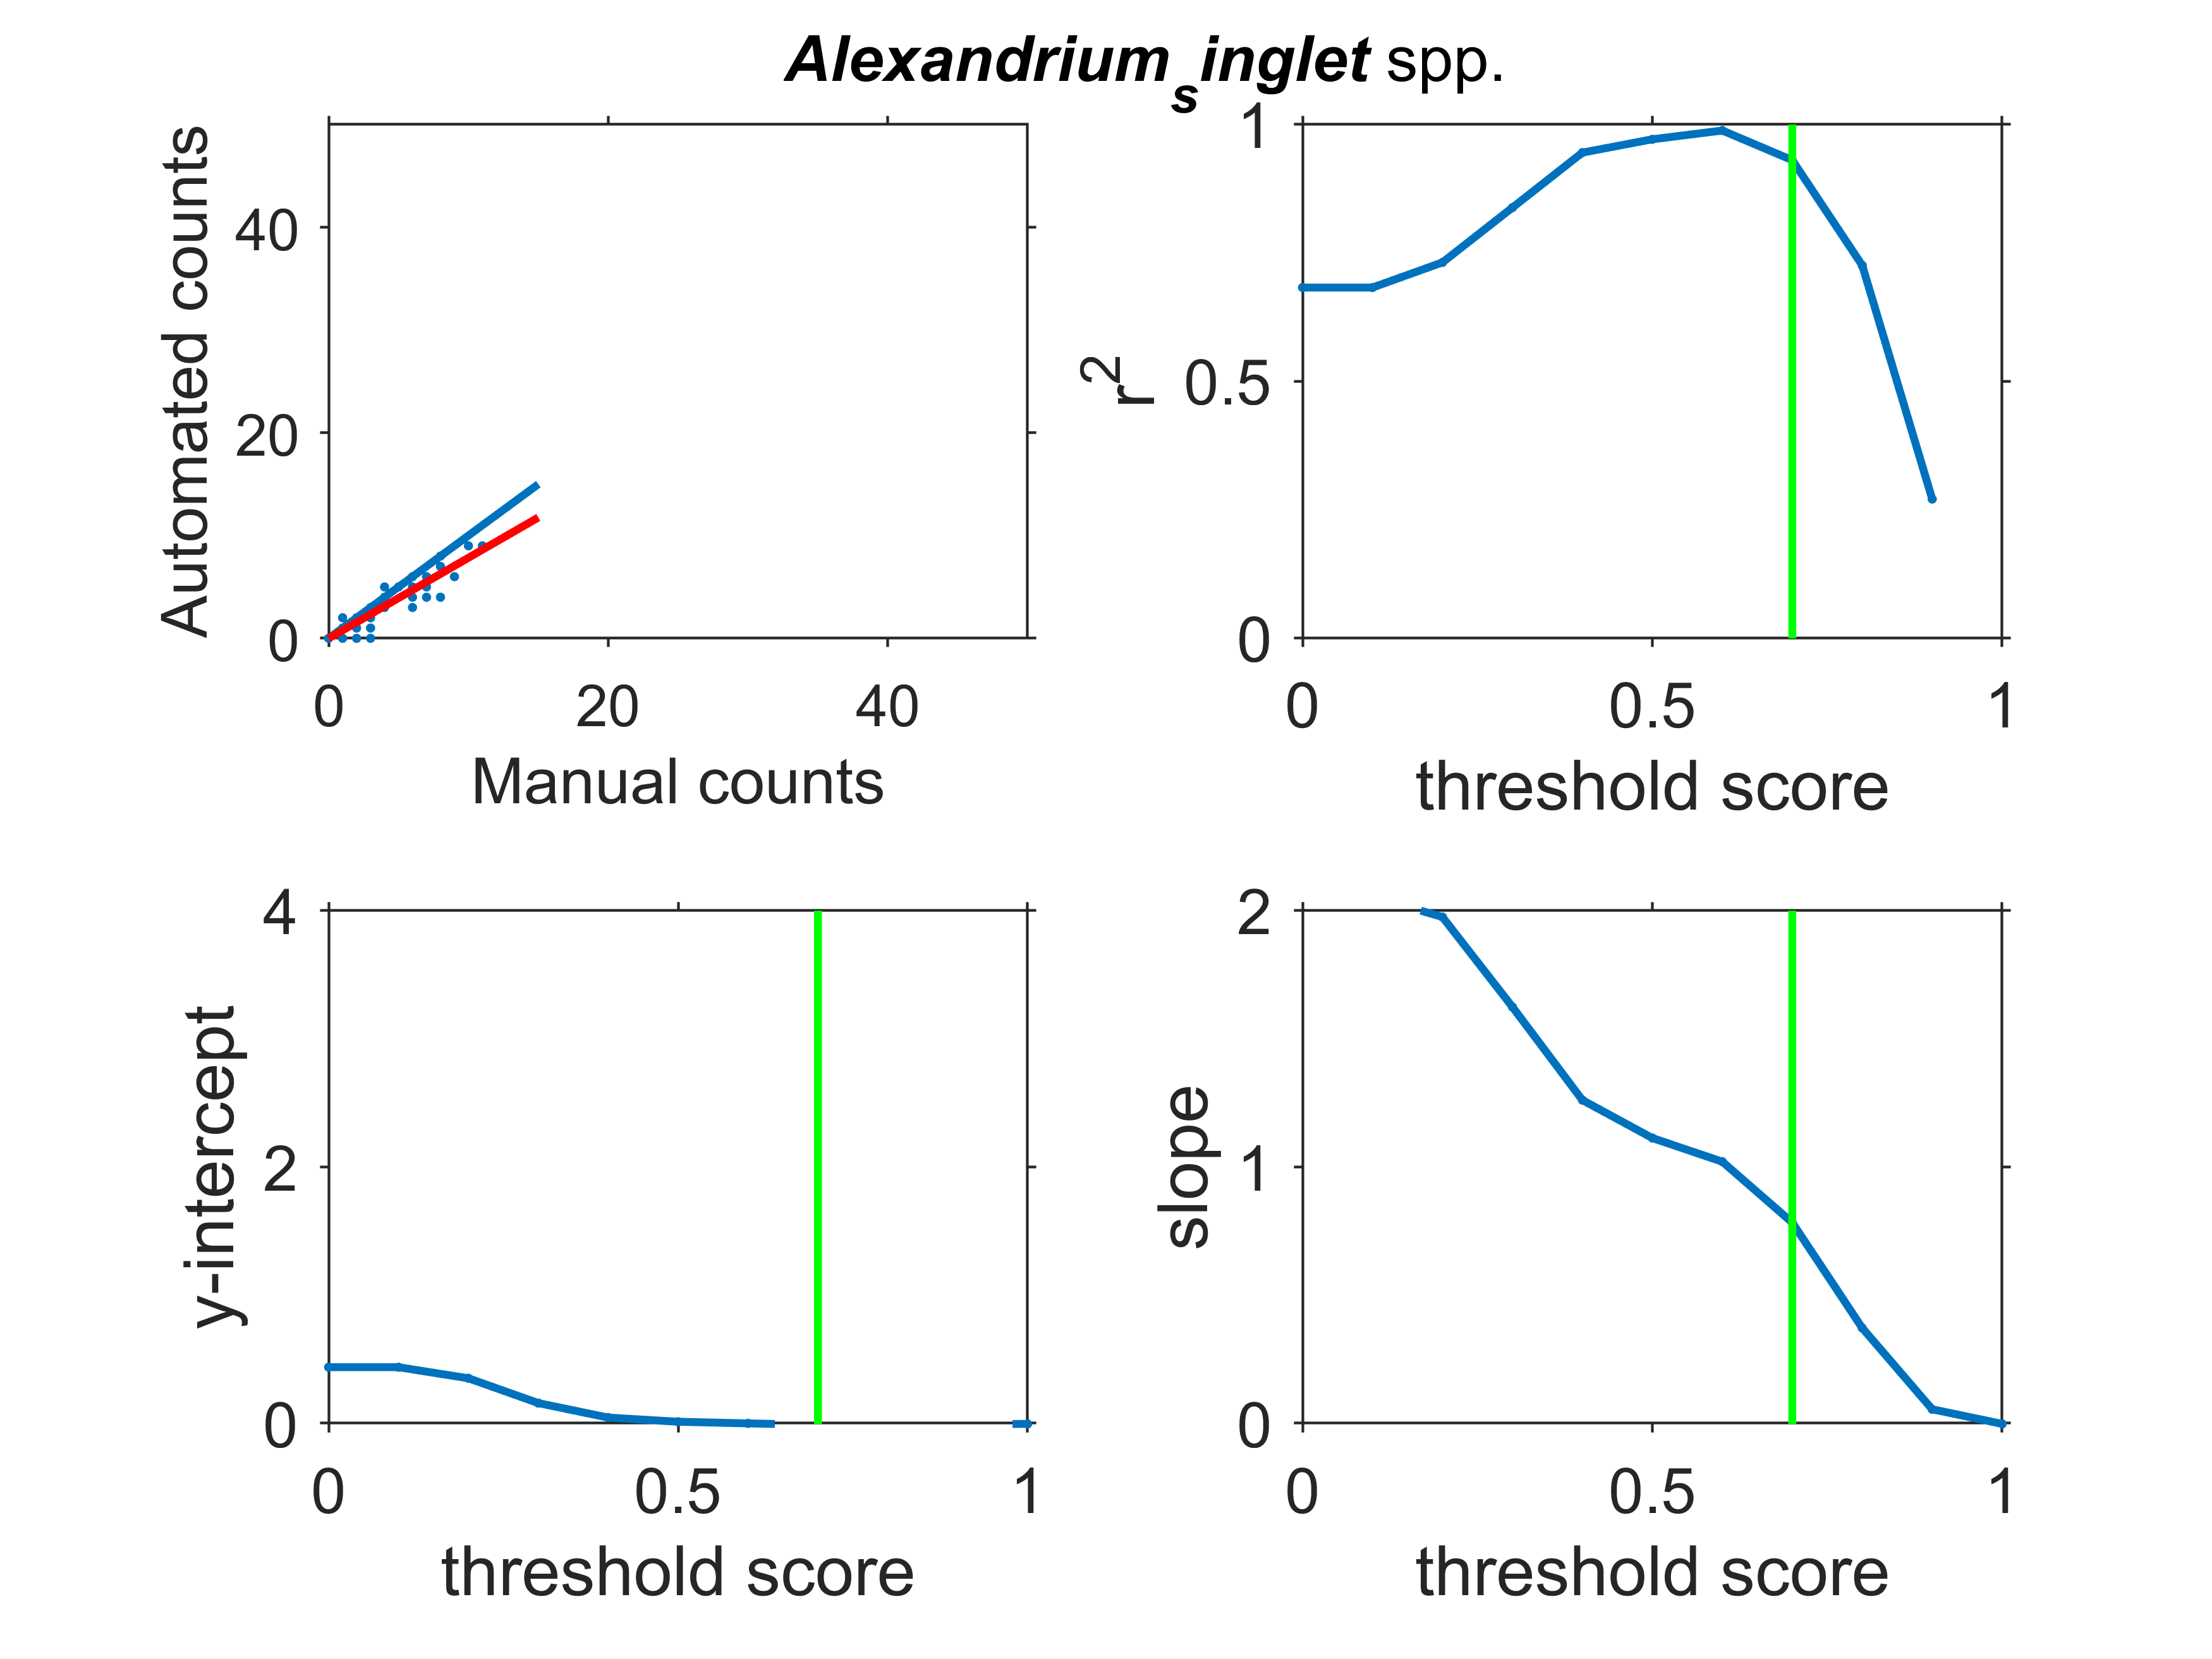 Alexandrium_singlet spp.
Automated counts
40
20
0
0 20 40
Manual counts
r2
1
0.5
0
0 0.5 1
threshold score
y-intercept
4
2
0
0 0.5 1
threshold score
slope
2
1
0
0 0.5 1
threshold score